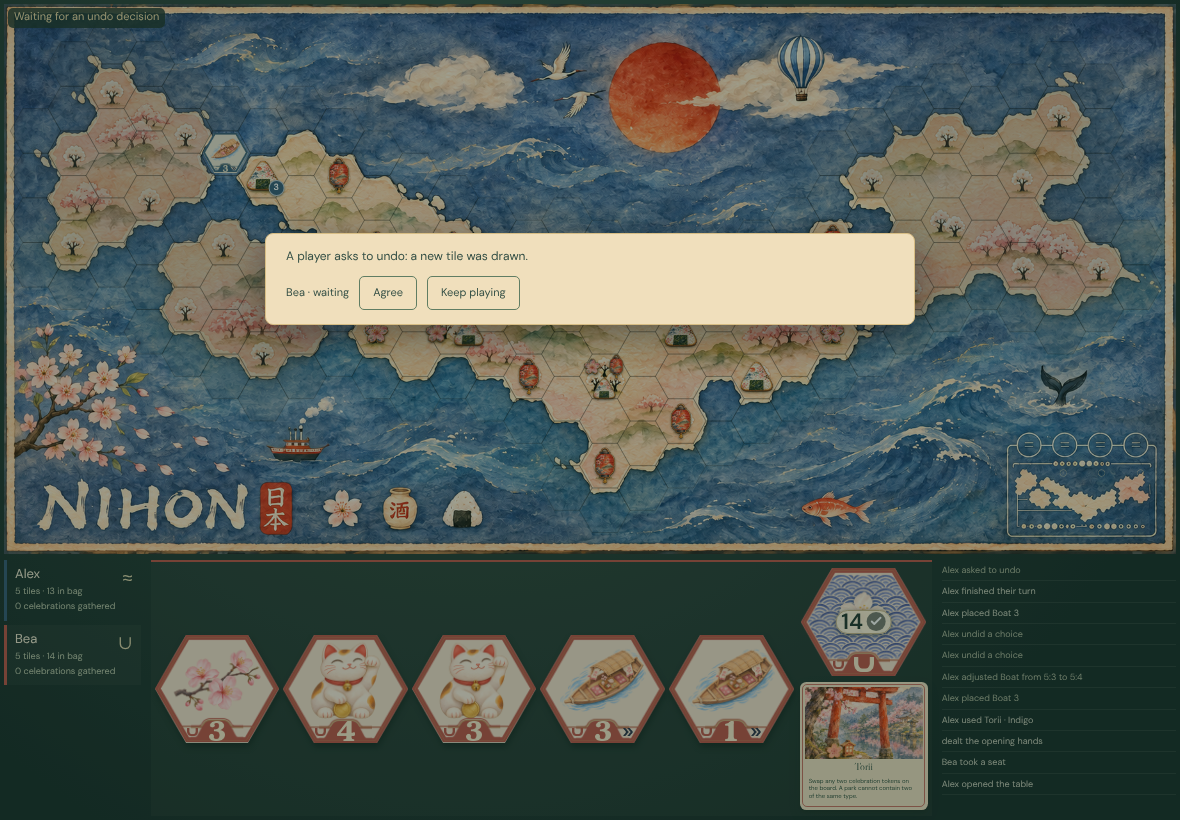 Waiting for an undo decision
3
3
A player asks to undo: a new tile was drawn.
Bea · waiting
Agree
Keep playing
NIHON
日本
酒
Alex
≈
5 tiles · 13 in bag
0 celebrations gathered
Bea
5 tiles · 14 in bag
0 celebrations gathered
3
4
3
3 »
1 »
14
Torii
Swap any two celebration tokens on
the board. A park cannot contain two
of the same type.
Alex asked to undo
Alex finished their turn
Alex placed Boat 3
Alex undid a choice
Alex undid a choice
Alex adjusted Boat from 5:3 to 5:4
Alex placed Boat 3
Alex used Torii · Indigo
dealt the opening hands
Bea took a seat
Alex opened the table